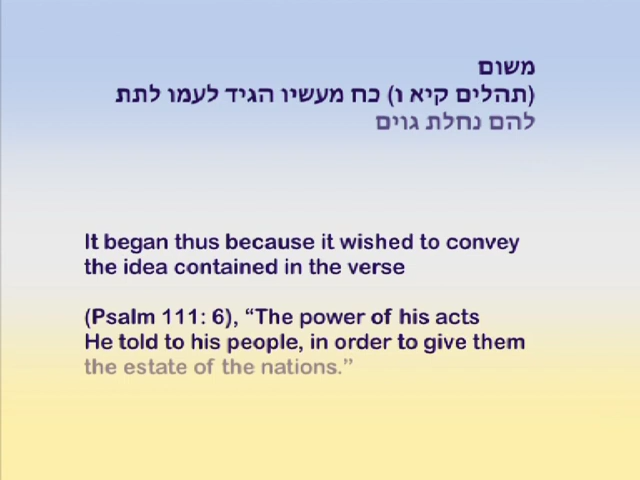 משום
(תהלים קיא ו) כח מעשיו הגיד לעמו לתת
להם נחלת גוים
It began thus because it wished to convey
the idea contained in the verse
(Psalm 111: 6), “The power of his acts
He told to his people, in order to give them
the estate of the nations.”